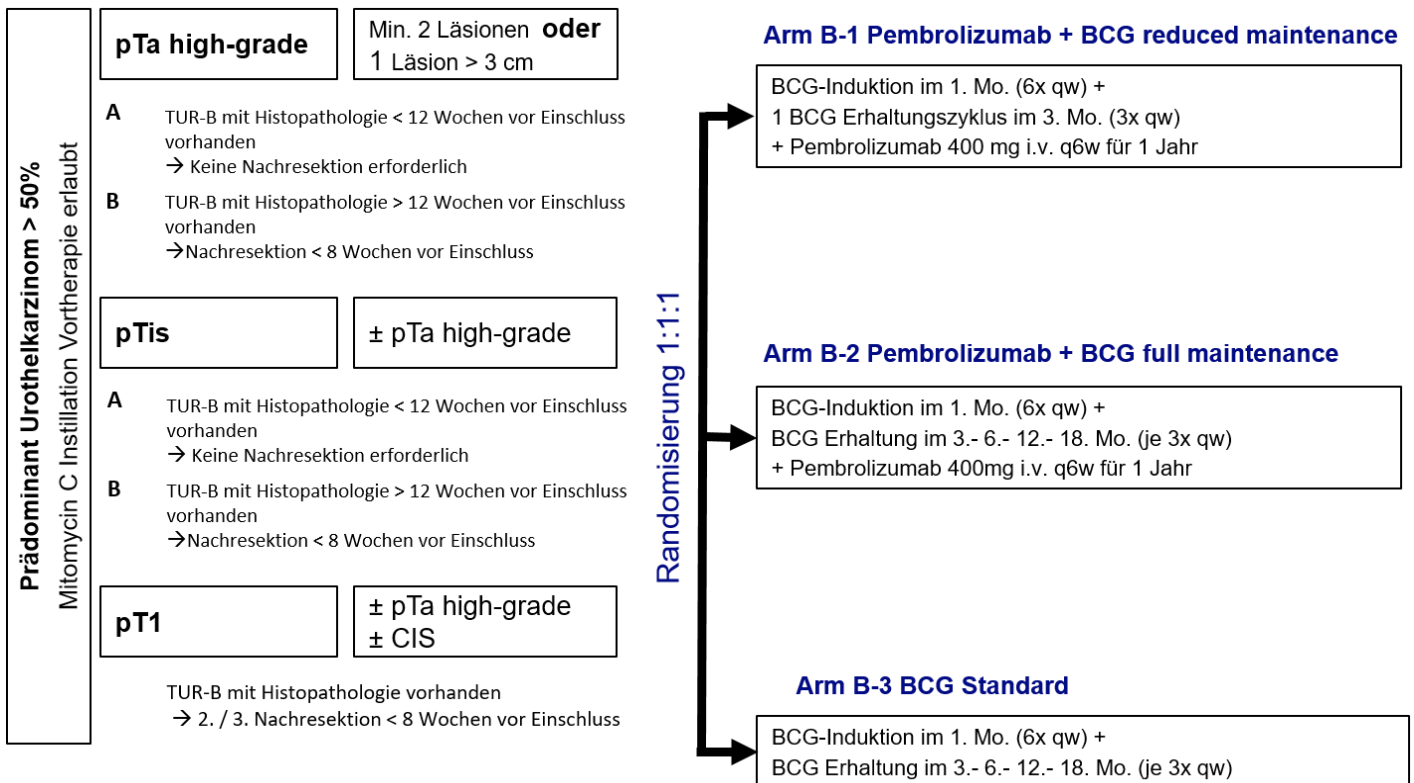 Prädominant Urothelkarzinom > 50%
Mitomycin C Instillation Vortherapie erlaubt
pTa high-grade
Min. 2 Läsionen oder
1 Läsion > 3 cm
A
TUR-B mit Histopathologie < 12 Wochen vor Einschluss
vorhanden
→ Keine Nachresektion erforderlich
B
TUR-B mit Histopathologie > 12 Wochen vor Einschluss
vorhanden
→Nachresektion < 8 Wochen vor Einschluss
pTis
± pTa high-grade
A
TUR-B mit Histopathologie < 12 Wochen vor Einschluss
vorhanden
→ Keine Nachresektion erforderlich
B
TUR-B mit Histopathologie > 12 Wochen vor Einschluss
vorhanden
→Nachresektion < 8 Wochen vor Einschluss
pT1
± pTa high-grade
± CIS
TUR-B mit Histopathologie vorhanden
→ 2. / 3. Nachresektion < 8 Wochen vor Einschluss
Randomisierung 1:1:1
Arm B-1 Pembrolizumab + BCG reduced maintenance
BCG-Induktion im 1. Mo. (6x qw) +
1 BCG Erhaltungszyklus im 3. Mo. (3x qw)
+ Pembrolizumab 400 mg i.v. q6w für 1 Jahr
Arm B-2 Pembrolizumab + BCG full maintenance
BCG-Induktion im 1. Mo. (6x qw) +
BCG Erhaltung im 3.- 6.- 12.- 18. Mo. (je 3x qw)
+ Pembrolizumab 400mg i.v. q6w für 1 Jahr
Arm B-3 BCG Standard
BCG-Induktion im 1. Mo. (6x qw) +
BCG Erhaltung im 3.- 6.- 12.- 18. Mo. (je 3x qw)